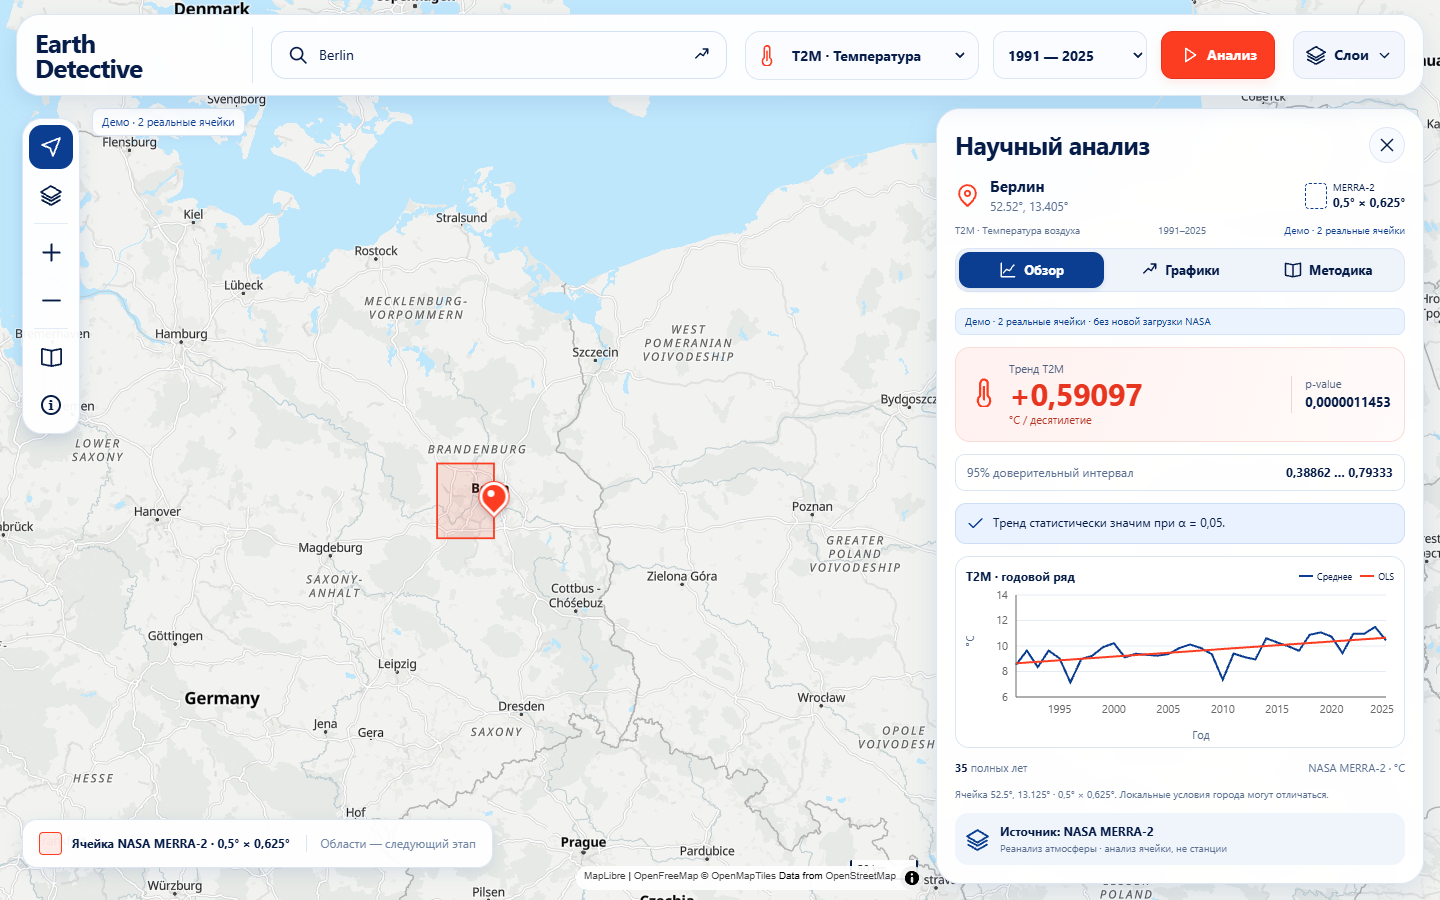 Denmark
Earth
Detective
Berlin
T2M · Температура
1991 — 2025
Анализ
Слои
Svendborg
Советск
Демо · 2 реальные ячейки
Flensburg
Kiel
Stralsund
Rostock
Lübeck
MECKLENBURG-
VORPOMMERN
Hamburg
WEST
POMERANIAN
VOIVODESHIP
Szczecin
Bydgoszcz
LOWER
SAXONY
BRANDENBURG
Hanover
Poznan
Magdeburg
GREATER
POLAND
VOIVODESHIP
SAXONY-
ANHALT
Cottbus -
Chóśebuz
Zielona Góra
Göttingen
Leipzig
Germany
Wrocław
Dresden
Jena
Gera
SAXONY
OPOLE
VOIVODESH
HESSE
Hof
Prague
Pardubice
Würzburg
Pilsen
Czechia
POLAND
Ячейка NASA MERRA-2 · 0,5° × 0,625°
Области — следующий этап
MapLibre | OpenFreeMap © OpenMapTiles Data from OpenStreetMap
Научный анализ
Берлин
52.52°, 13.405°
MERRA-2
0,5° × 0,625°
T2M · Температура воздуха
1991–2025
Демо · 2 реальные ячейки
Обзор
Графики
Методика
Демо · 2 реальные ячейки · без новой загрузки NASA
Тренд T2M
+0,59097
°C / десятилетие
p-value
0,0000011453
95% доверительный интервал
0,38862 … 0,79333
Тренд статистически значим при α = 0,05.
T2M · годовой ряд
Среднее
OLS
14
12
10
8
6
°C
1995
2000
2005
2010
2015
2020
2025
Год
35 полных лет
NASA MERRA-2 · °C
Ячейка 52.5°, 13.125° · 0,5° × 0,625°. Локальные условия города могут отличаться.
Источник: NASA MERRA-2
Реанализ атмосферы · анализ ячейки, не станции